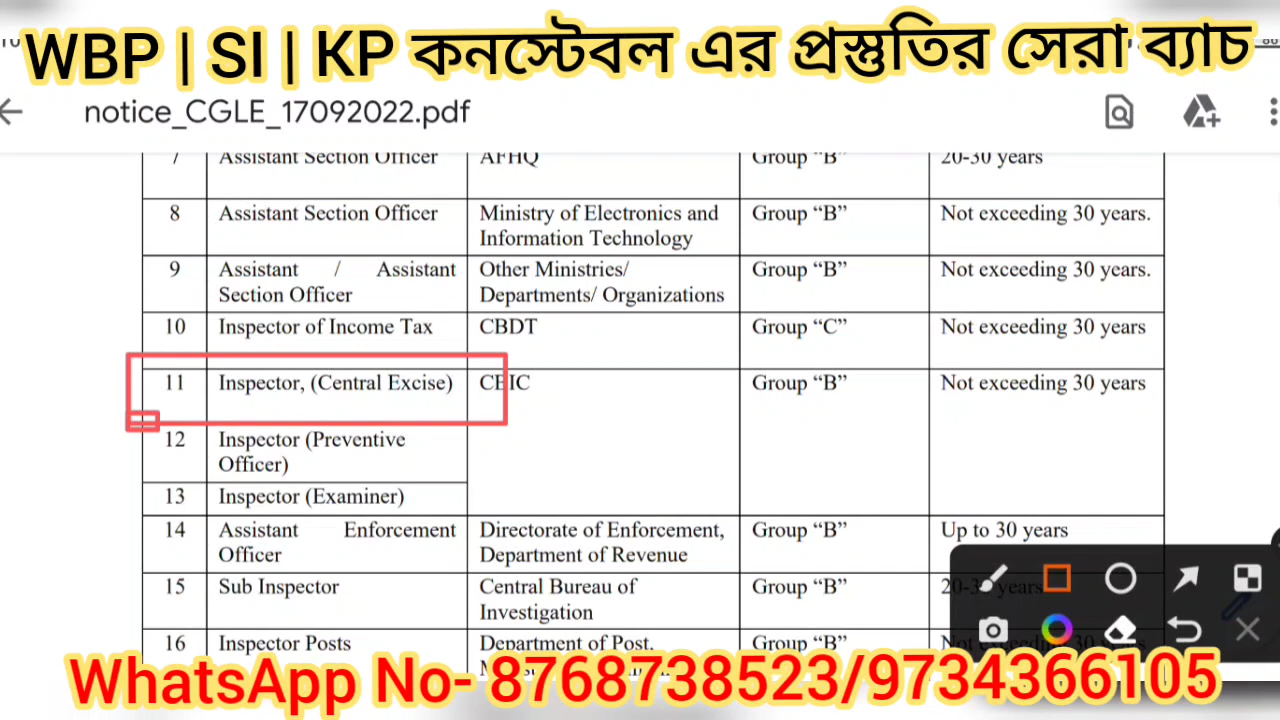 WBP | SI | KP কনস্টেবল এর প্রস্তুতির সেরা ব্যাচ
notice_CGLE_17092022.pdf
7 Assistant Section Officer AFHQ Group “B” 20-30 years
8 Assistant Section Officer Ministry of Electronics and Information Technology Group “B” Not exceeding 30 years.
9 Assistant / Assistant Section Officer Other Ministries/ Departments/ Organizations Group “B” Not exceeding 30 years.
10 Inspector of Income Tax CBDT Group “C” Not exceeding 30 years
11 Inspector, (Central Excise) CBIC Group “B” Not exceeding 30 years
12 Inspector (Preventive Officer)
13 Inspector (Examiner)
14 Assistant Enforcement Officer Directorate of Enforcement, Department of Revenue Group “B” Up to 30 years
15 Sub Inspector Central Bureau of Investigation Group “B” years
16 Inspector Posts Department of Post, Group “B” Not exceeding 30 years
WhatsApp No- 8768738523/9734366105